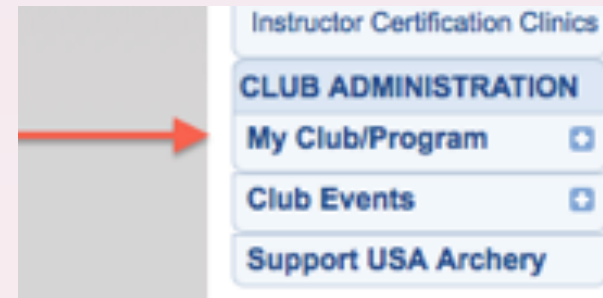 Instructor Certification Clinics
CLUB ADMINISTRATION
My Club/Program
Club Events
Support USA Archery